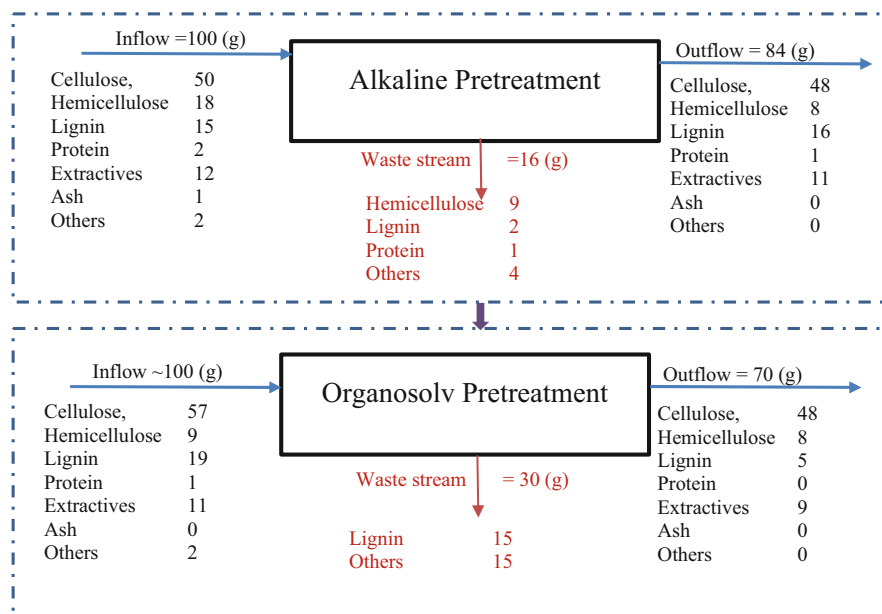 Inflow =100 (g)
Cellulose, 50
Hemicellulose 18
Lignin 15
Protein 2
Extractives 12
Ash 1
Others 2
Alkaline Pretreatment
Outflow = 84 (g)
Cellulose, 48
Hemicellulose 8
Lignin 16
Protein 1
Extractives 11
Ash 0
Others 0
Waste stream =16 (g)
Hemicellulose 9
Lignin 2
Protein 1
Others 4
Inflow ~100 (g)
Cellulose, 57
Hemicellulose 9
Lignin 19
Protein 1
Extractives 11
Ash 0
Others 2
Organosolv Pretreatment
Outflow = 70 (g)
Cellulose, 48
Hemicellulose 8
Lignin 5
Protein 0
Extractives 9
Ash 0
Others 0
Waste stream = 30 (g)
Lignin 15
Others 15